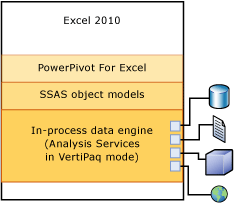 Excel 2010
PowerPivot For Excel
SSAS object models
In-process data engine
(Analysis Services
in VertiPaq mode)